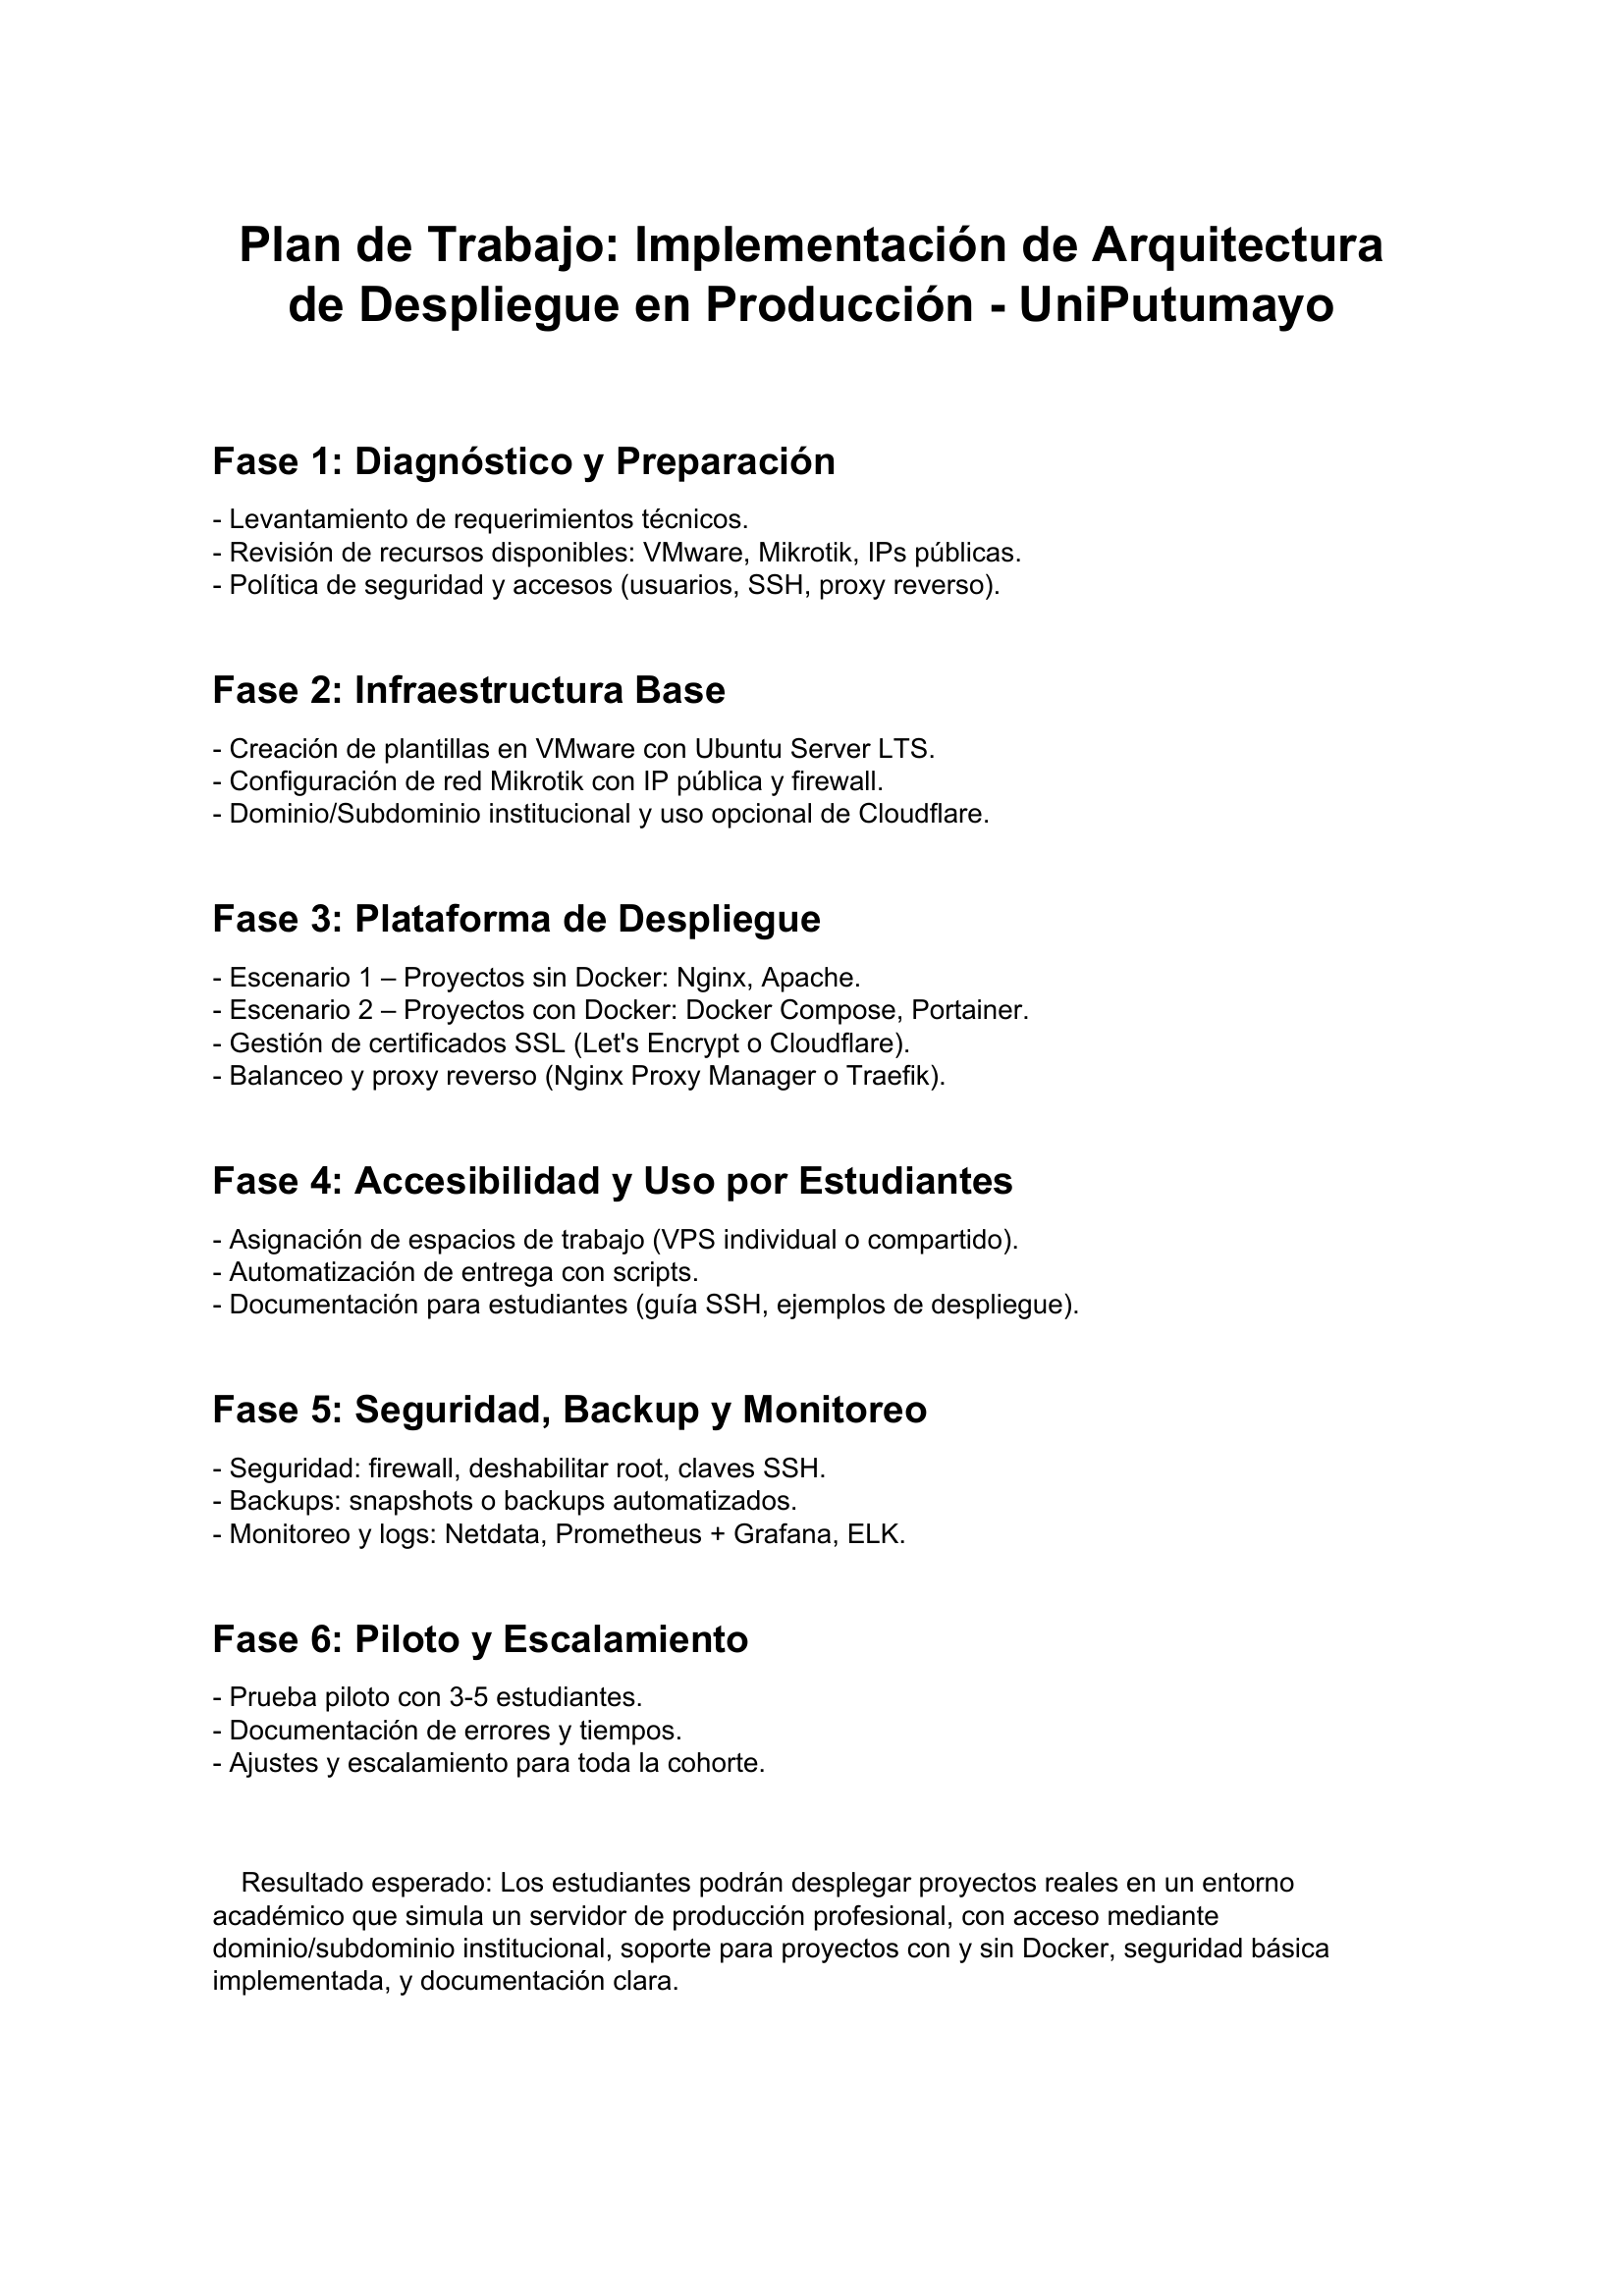 Plan de Trabajo: Implementación de Arquitectura
de Despliegue en Producción - UniPutumayo
Fase 1: Diagnóstico y Preparación
- Levantamiento de requerimientos técnicos.
- Revisión de recursos disponibles: VMware, Mikrotik, IPs públicas.
- Política de seguridad y accesos (usuarios, SSH, proxy reverso).
Fase 2: Infraestructura Base
- Creación de plantillas en VMware con Ubuntu Server LTS.
- Configuración de red Mikrotik con IP pública y firewall.
- Dominio/Subdominio institucional y uso opcional de Cloudflare.
Fase 3: Plataforma de Despliegue
- Escenario 1 – Proyectos sin Docker: Nginx, Apache.
- Escenario 2 – Proyectos con Docker: Docker Compose, Portainer.
- Gestión de certificados SSL (Let's Encrypt o Cloudflare).
- Balanceo y proxy reverso (Nginx Proxy Manager o Traefik).
Fase 4: Accesibilidad y Uso por Estudiantes
- Asignación de espacios de trabajo (VPS individual o compartido).
- Automatización de entrega con scripts.
- Documentación para estudiantes (guía SSH, ejemplos de despliegue).
Fase 5: Seguridad, Backup y Monitoreo
- Seguridad: firewall, deshabilitar root, claves SSH.
- Backups: snapshots o backups automatizados.
- Monitoreo y logs: Netdata, Prometheus + Grafana, ELK.
Fase 6: Piloto y Escalamiento
- Prueba piloto con 3-5 estudiantes.
- Documentación de errores y tiempos.
- Ajustes y escalamiento para toda la cohorte.
Resultado esperado: Los estudiantes podrán desplegar proyectos reales en un entorno
académico que simula un servidor de producción profesional, con acceso mediante
dominio/subdominio institucional, soporte para proyectos con y sin Docker, seguridad básica
implementada, y documentación clara.